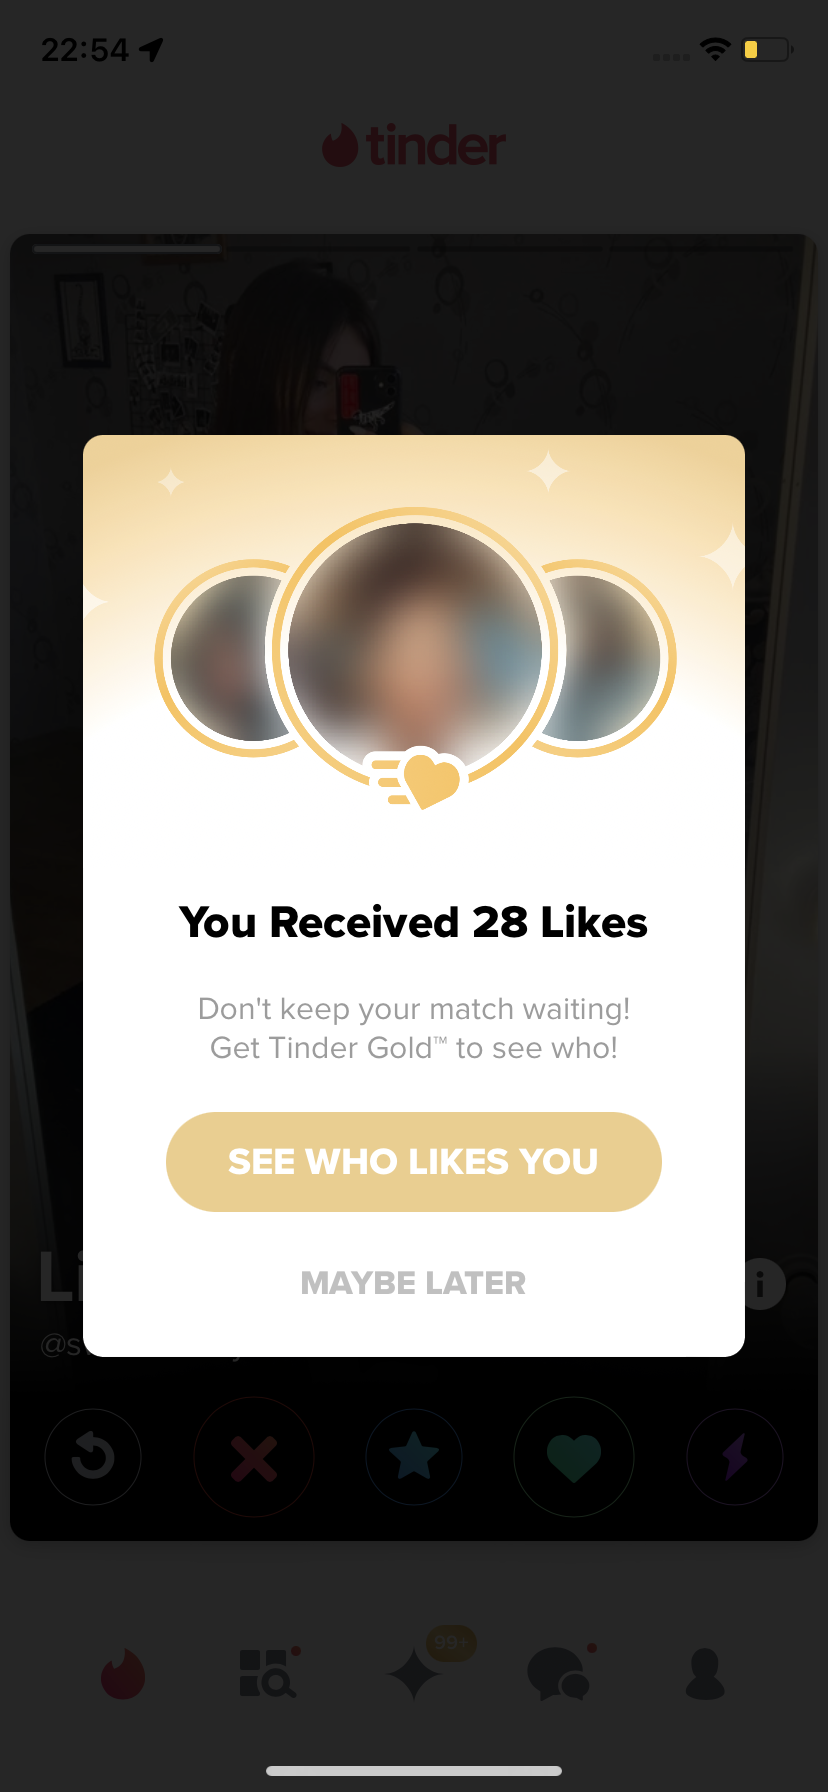 22:54
tinder
You Received 28 Likes
Don't keep your match waiting!
Get Tinder Gold™ to see who!
SEE WHO LIKES YOU
MAYBE LATER
99+